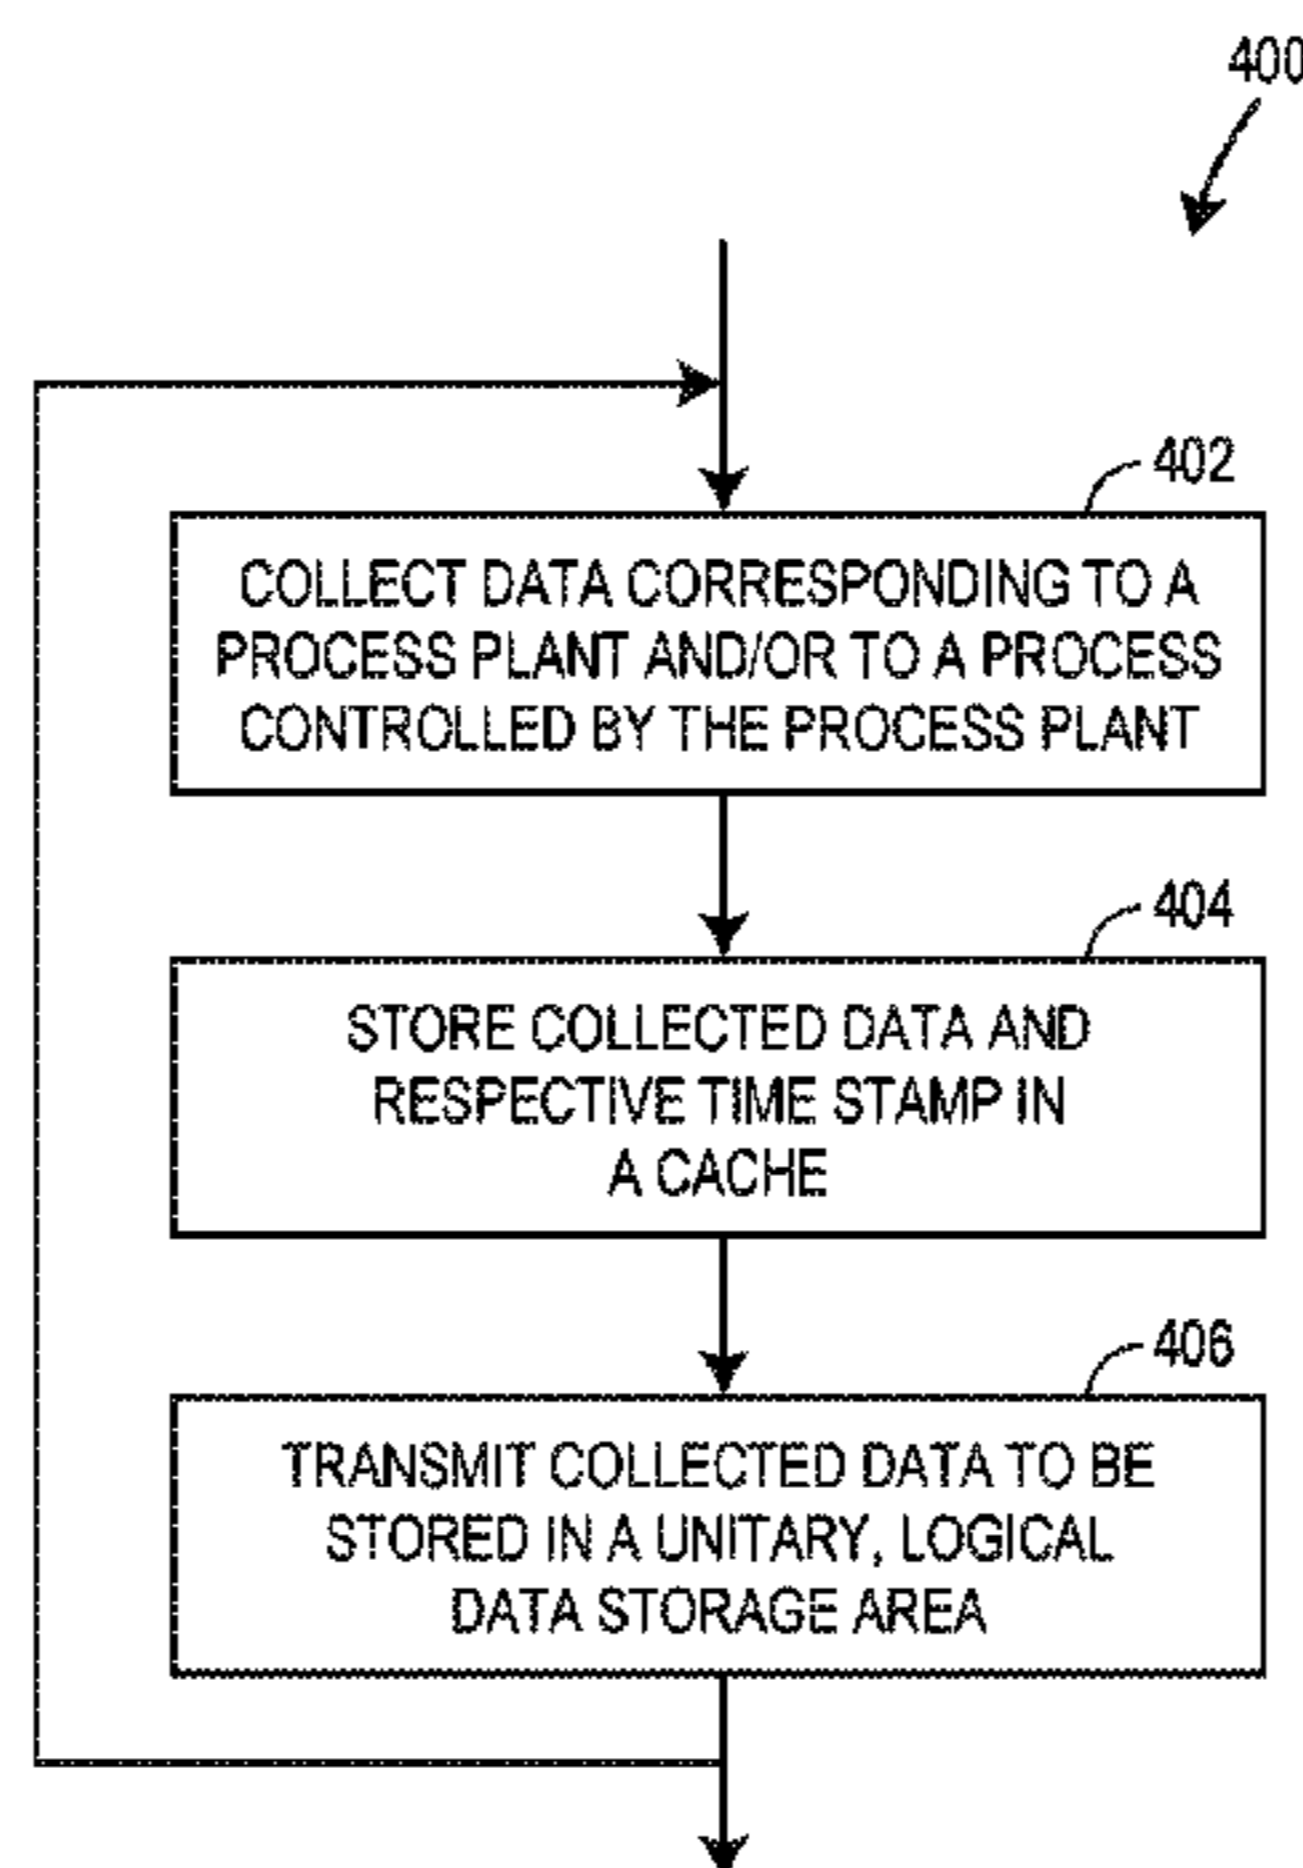 400
402
COLLECT DATA CORRESPONDING TO A
PROCESS PLANT AND/OR TO A PROCESS
CONTROLLED BY THE PROCESS PLANT
404
STORE COLLECTED DATA AND
RESPECTIVE TIME STAMP IN
A CACHE
406
TRANSMIT COLLECTED DATA TO BE
STORED IN A UNITARY, LOGICAL
DATA STORAGE AREA